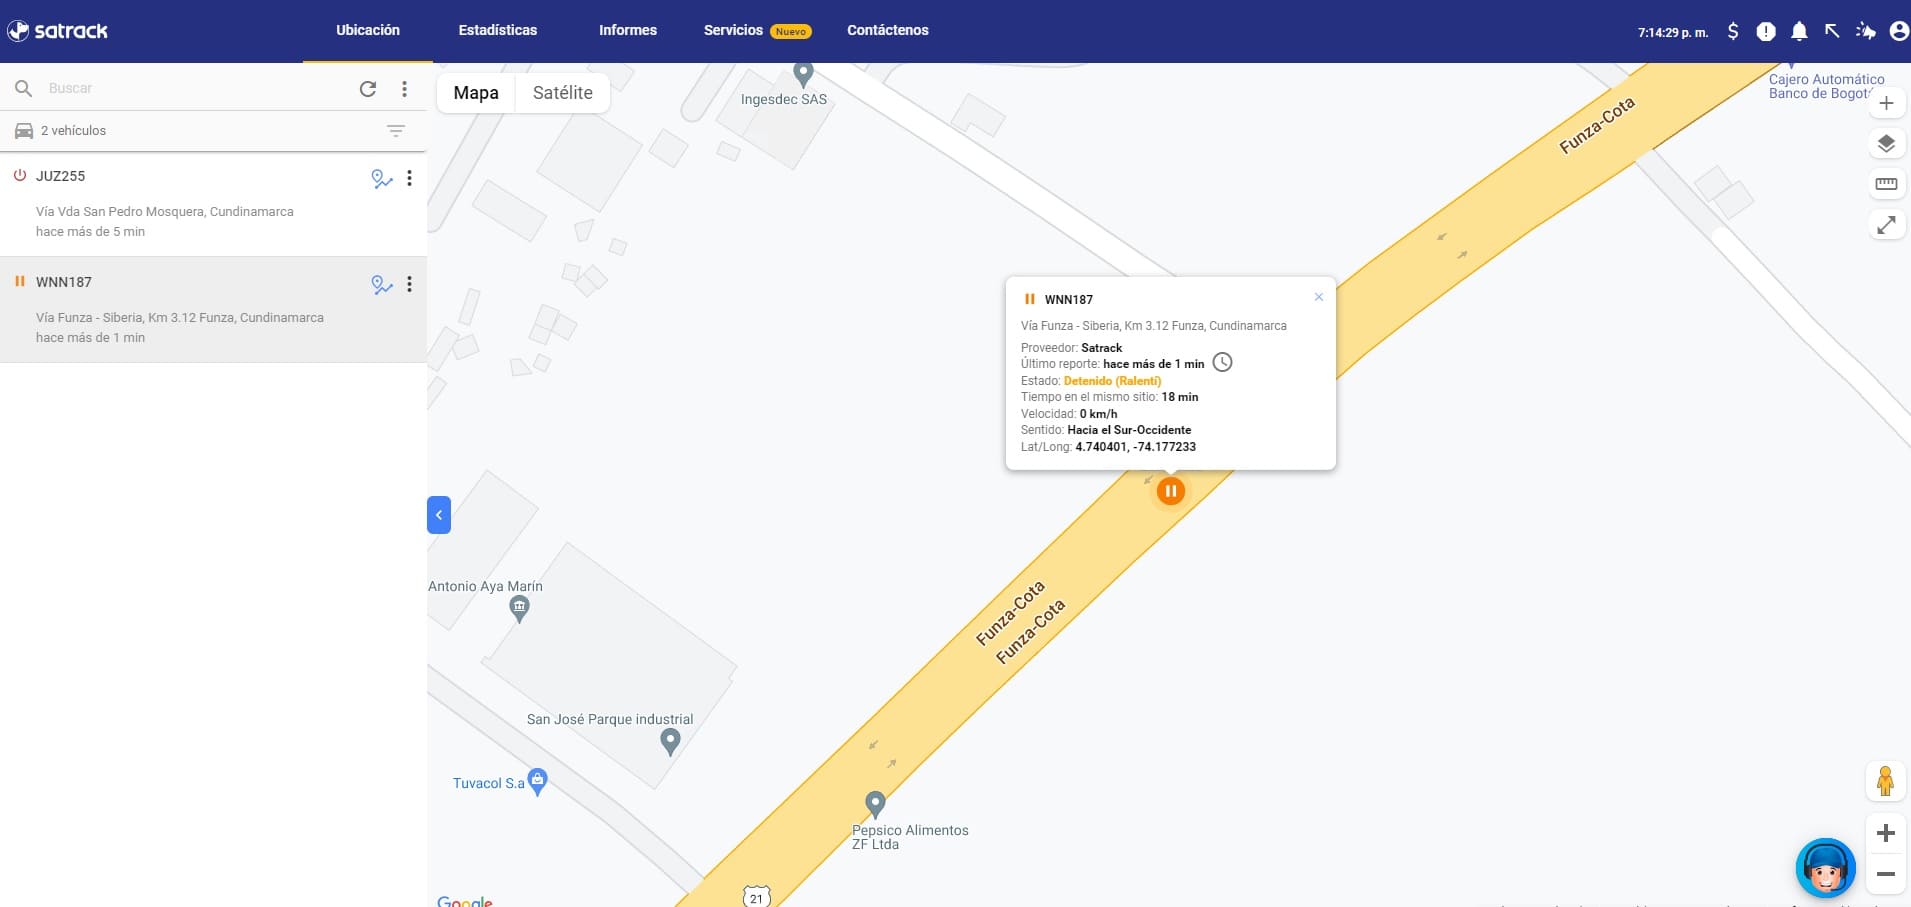 satrack
Ubicación
Estadísticas
Informes
Servicios Nuevo
Contáctenos
7:14:29 p. m.
Buscar
2 vehículos
JUZ255
Vía Vda San Pedro Mosquera, Cundinamarca
hace más de 5 min
WNN187
Vía Funza - Siberia, Km 3.12 Funza, Cundinamarca
hace más de 1 min
Mapa
Satélite
Ingesdec SAS
Cajero Automático
Banco de Bogotá
Funza-Cota
WNN187
Vía Funza - Siberia, Km 3.12 Funza, Cundinamarca
Proveedor: Satrack
Último reporte: hace más de 1 min
Estado: Detenido (Ralentí)
Tiempo en el mismo sitio: 18 min
Velocidad: 0 km/h
Sentido: Hacia el Sur-Occidente
Lat/Long: 4.740401, -74.177233
Antonio Aya Marín
Funza-Cota
Funza-Cota
San José Parque industrial
Tuvacol S.a
Pepsico Alimentos
ZF Ltda
21
Google